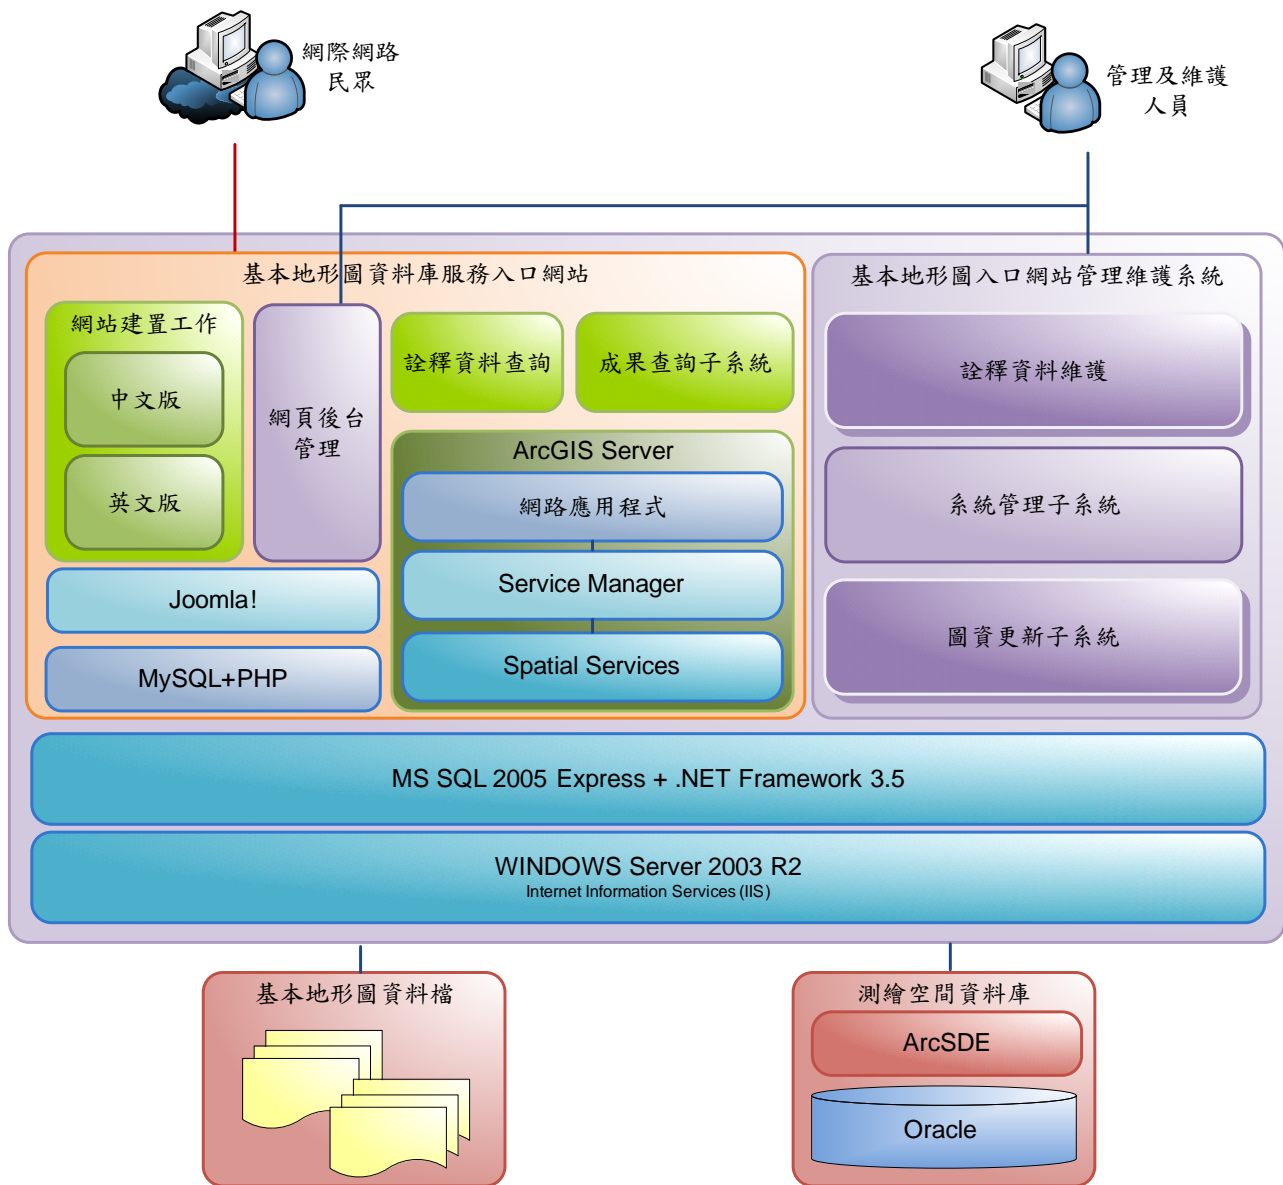 網際網路
民眾
管理及維護
人員
基本地形圖資料庫服務入口網站
網站建置工作
中文版
英文版
網頁後台
管理
詮釋資料查詢
成果查詢子系統
ArcGIS Server
網路應用程式
Service Manager
Spatial Services
Joomla!
MySQL+PHP
基本地形圖入口網站管理維護系統
詮釋資料維護
系統管理子系統
圖資更新子系統
MS SQL 2005 Express + .NET Framework 3.5
WINDOWS Server 2003 R2
Internet Information Services (IIS)
基本地形圖資料檔
測繪空間資料庫
ArcSDE
Oracle